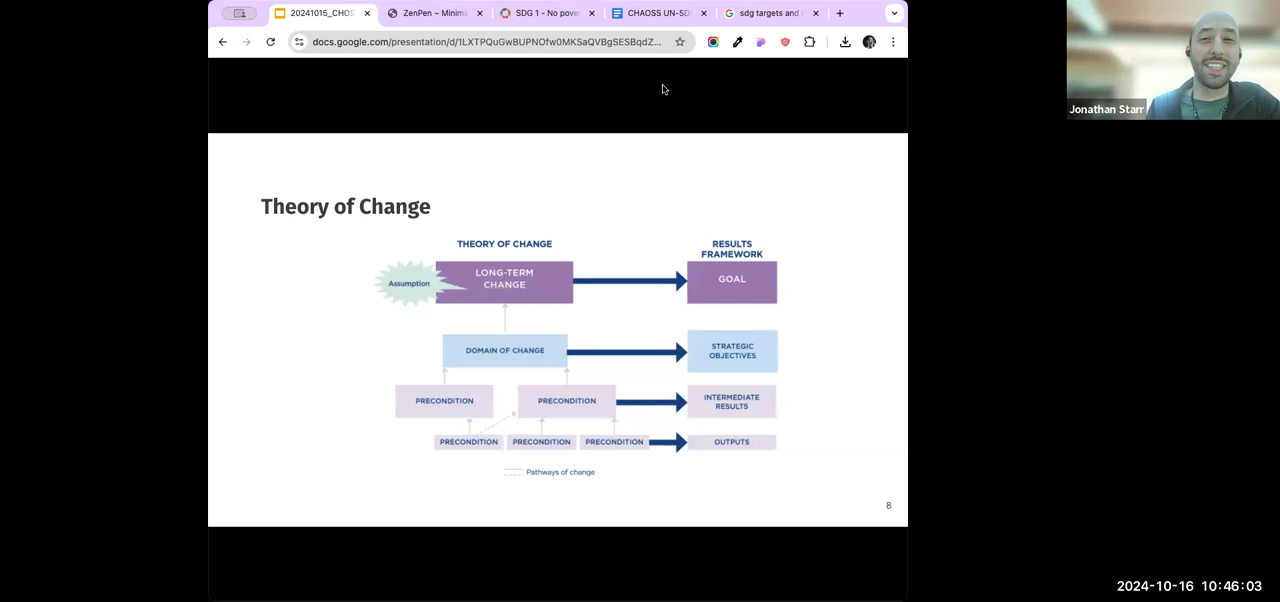 20241015_CHOS
ZenPen ~ Minima
SDG 1 - No pove
CHAOSS UN-SD
sdg targets and i
docs.google.com/presentation/d/1LXTPQuGwBUPNOfw0MKSaQVBgSESBqdZ...
Jonathan Starr
Theory of Change
THEORY OF CHANGE
RESULTS
FRAMEWORK
Assumption
LONG-TERM
CHANGE
GOAL
DOMAIN OF CHANGE
STRATEGIC
OBJECTIVES
PRECONDITION
PRECONDITION
INTERMEDIATE
RESULTS
PRECONDITION
PRECONDITION
PRECONDITION
OUTPUTS
Pathways of change
8
2024-10-16 10:46:03